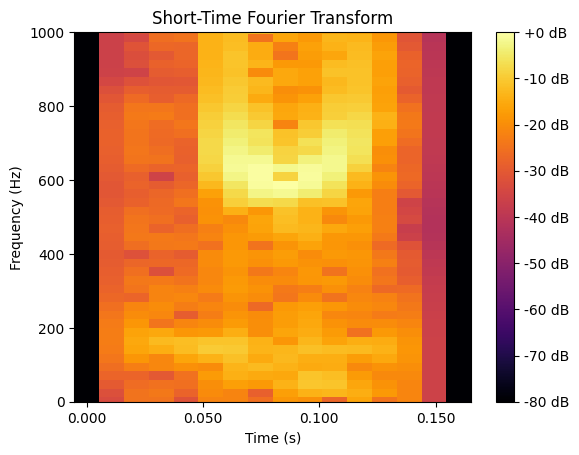 Short-Time Fourier Transform
1000
800
600
400
200
0
Frequency (Hz)
0.000
0.050
0.100
0.150
Time (s)
+0 dB
-10 dB
-20 dB
-30 dB
-40 dB
-50 dB
-60 dB
-70 dB
-80 dB